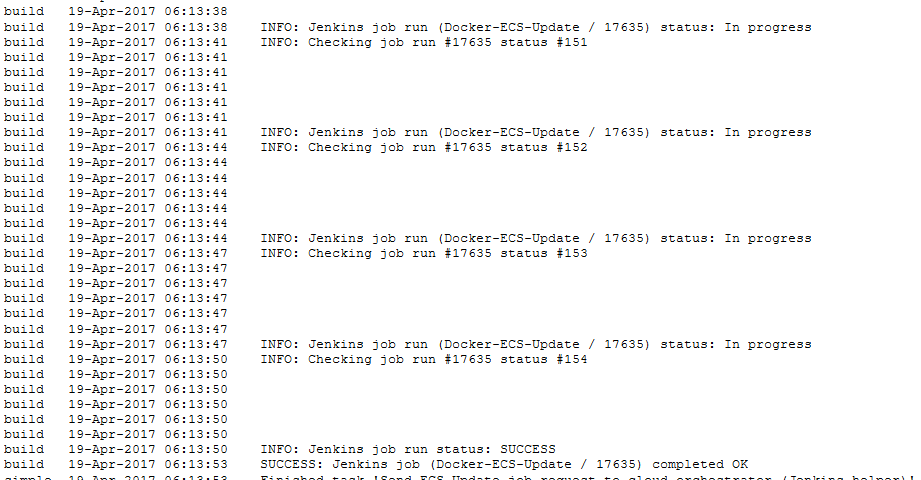 build 19-Apr-2017 06:13:38
build 19-Apr-2017 06:13:38 INFO: Jenkins job run (Docker-ECS-Update / 17635) status: In progress
build 19-Apr-2017 06:13:41 INFO: Checking job run #17635 status #151
build 19-Apr-2017 06:13:41
build 19-Apr-2017 06:13:41
build 19-Apr-2017 06:13:41
build 19-Apr-2017 06:13:41
build 19-Apr-2017 06:13:41
build 19-Apr-2017 06:13:41 INFO: Jenkins job run (Docker-ECS-Update / 17635) status: In progress
build 19-Apr-2017 06:13:44 INFO: Checking job run #17635 status #152
build 19-Apr-2017 06:13:44
build 19-Apr-2017 06:13:44
build 19-Apr-2017 06:13:44
build 19-Apr-2017 06:13:44
build 19-Apr-2017 06:13:44
build 19-Apr-2017 06:13:44 INFO: Jenkins job run (Docker-ECS-Update / 17635) status: In progress
build 19-Apr-2017 06:13:47 INFO: Checking job run #17635 status #153
build 19-Apr-2017 06:13:47
build 19-Apr-2017 06:13:47
build 19-Apr-2017 06:13:47
build 19-Apr-2017 06:13:47
build 19-Apr-2017 06:13:47
build 19-Apr-2017 06:13:47 INFO: Jenkins job run (Docker-ECS-Update / 17635) status: In progress
build 19-Apr-2017 06:13:50 INFO: Checking job run #17635 status #154
build 19-Apr-2017 06:13:50
build 19-Apr-2017 06:13:50
build 19-Apr-2017 06:13:50
build 19-Apr-2017 06:13:50
build 19-Apr-2017 06:13:50
build 19-Apr-2017 06:13:50 INFO: Jenkins job run status: SUCCESS
build 19-Apr-2017 06:13:53 SUCCESS: Jenkins job (Docker-ECS-Update / 17635) completed OK
simple 19-Apr-2017 06:13:53 Finished task 'Send ECS Update job request to cloud orchestrator (Jenkins helper)'